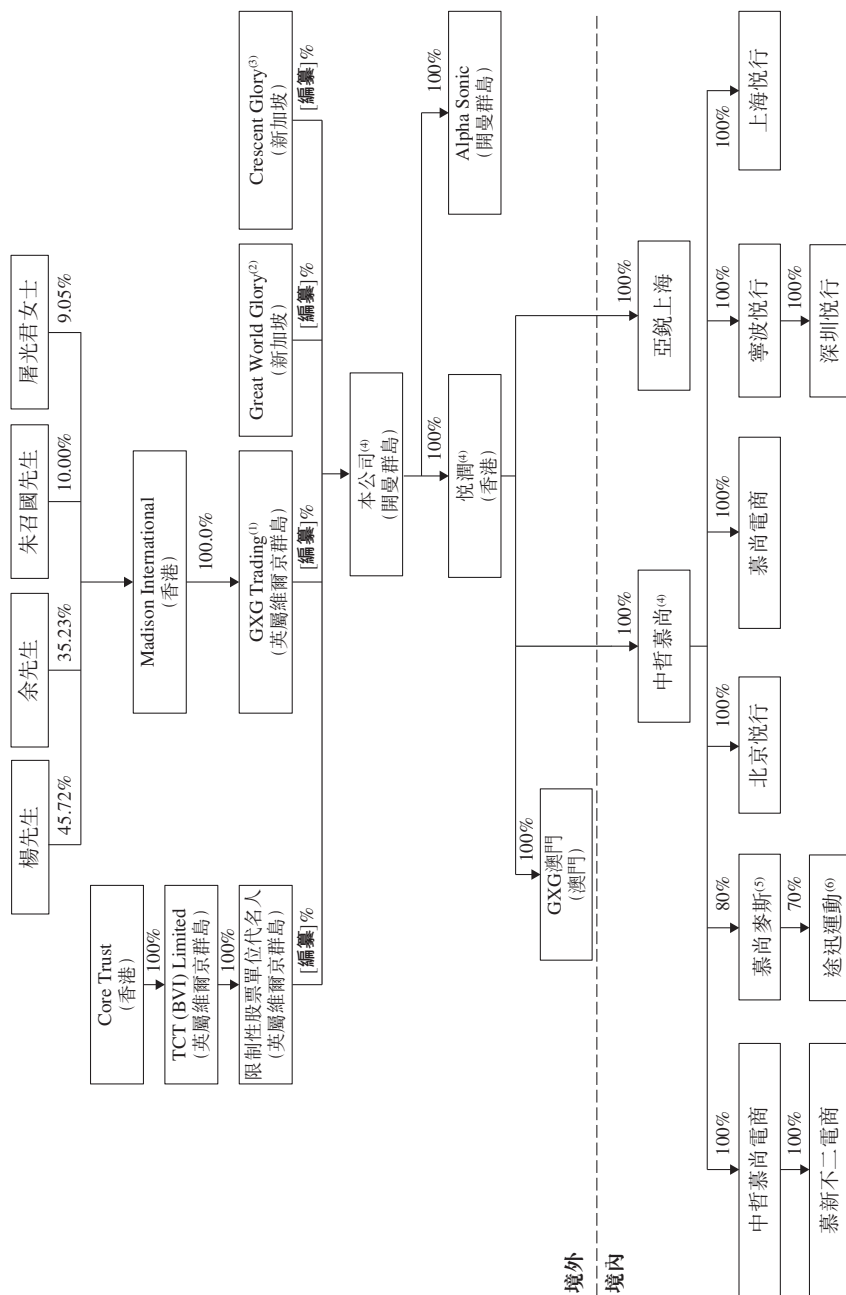 楊先生
余先生
朱召國先生
屠光君女士
45.72%
35.23%
10.00%
9.05%
Core Trust
(香港)
Madison International
(香港)
100%
100.0%
TCT (BVI) Limited
(英屬維爾京群島)
100%
限制性股票單位代名人
(英屬維爾京群島)
GXG Trading(1)
(英屬維爾京群島)
Great World Glory(2)
(新加坡)
Crescent Glory(3)
(新加坡)
[編纂]%
[編纂]%
[編纂]%
[編纂]%
本公司(4)
(開曼群島)
100%
100%
悅潤(4)
(香港)
Alpha Sonic
(開曼群島)
100%
GXG澳門
(澳門)
境外
境內
100%
100%
中哲慕尚(4)
亞銳上海
100%
80%
100%
100%
100%
100%
中哲慕尚電商
慕尚麥斯(5)
北京悅行
慕尚電商
寧波悅行
上海悅行
100%
70%
100%
慕新不二電商
途迅運動(6)
深圳悅行